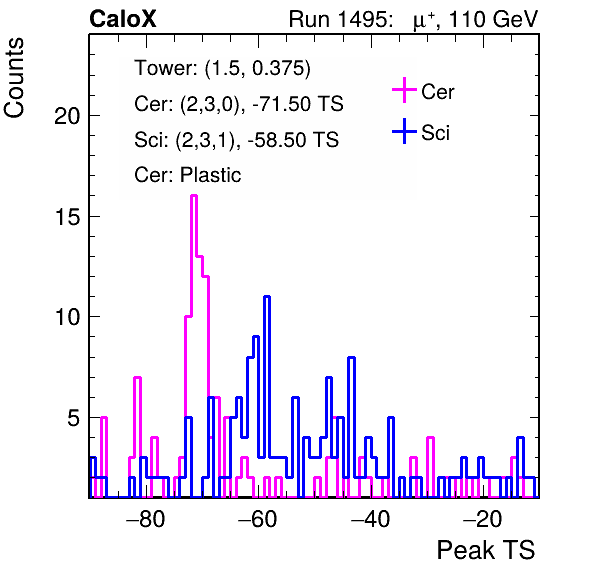 CaloX Run 1495: μ⁺, 110 GeV
Counts
Tower: (1.5, 0.375)
Cer: (2,3,0), -71.50 TS
Sci: (2,3,1), -58.50 TS
Cer: Plastic
Cer
Sci
20
15
10
5
−80 −60 −40 −20
Peak TS